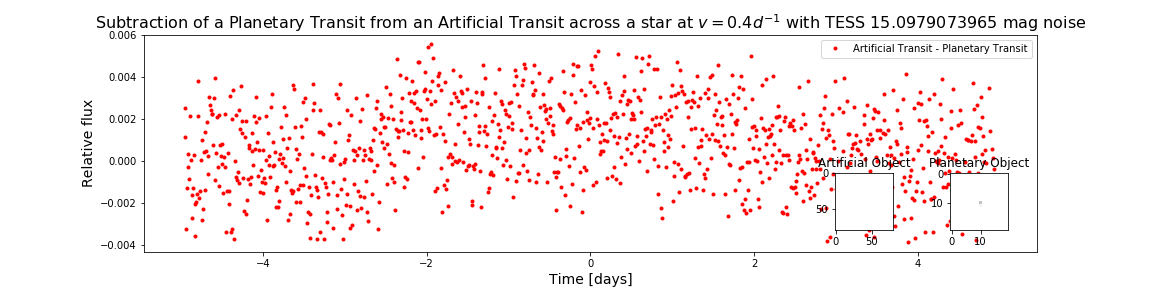 Subtraction of a Planetary Transit from an Artificial Transit across a star at v = 0.4d⁻¹ with TESS 15.0979073965 mag noise
0.006
0.004
0.002
0.000
−0.002
−0.004
Relative flux
Artificial Transit - Planetary Transit
Artificial Object
0
50
0 50
Planetary Object
0
10
0 10
−4 −2 0 2 4
Time [days]